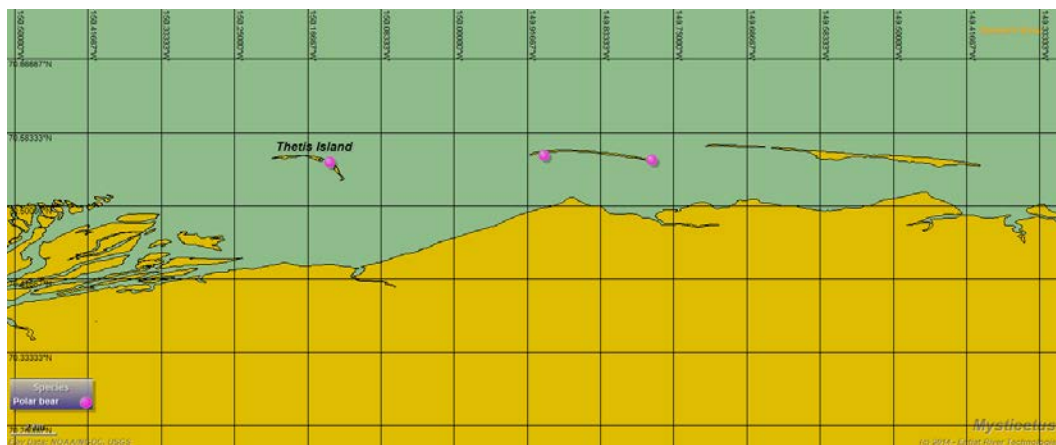 150.50000°W
150.41667°W
150.33333°W
150.25000°W
150.16667°W
150.08333°W
150.00000°W
149.91667°W
149.83333°W
149.75000°W
149.66667°W
149.58333°W
149.50000°W
149.41667°W
149.33333°W
70.66667°N
70.58333°N
Thetis Island
70.33333°N
Species
Polar bear
Mysticetus